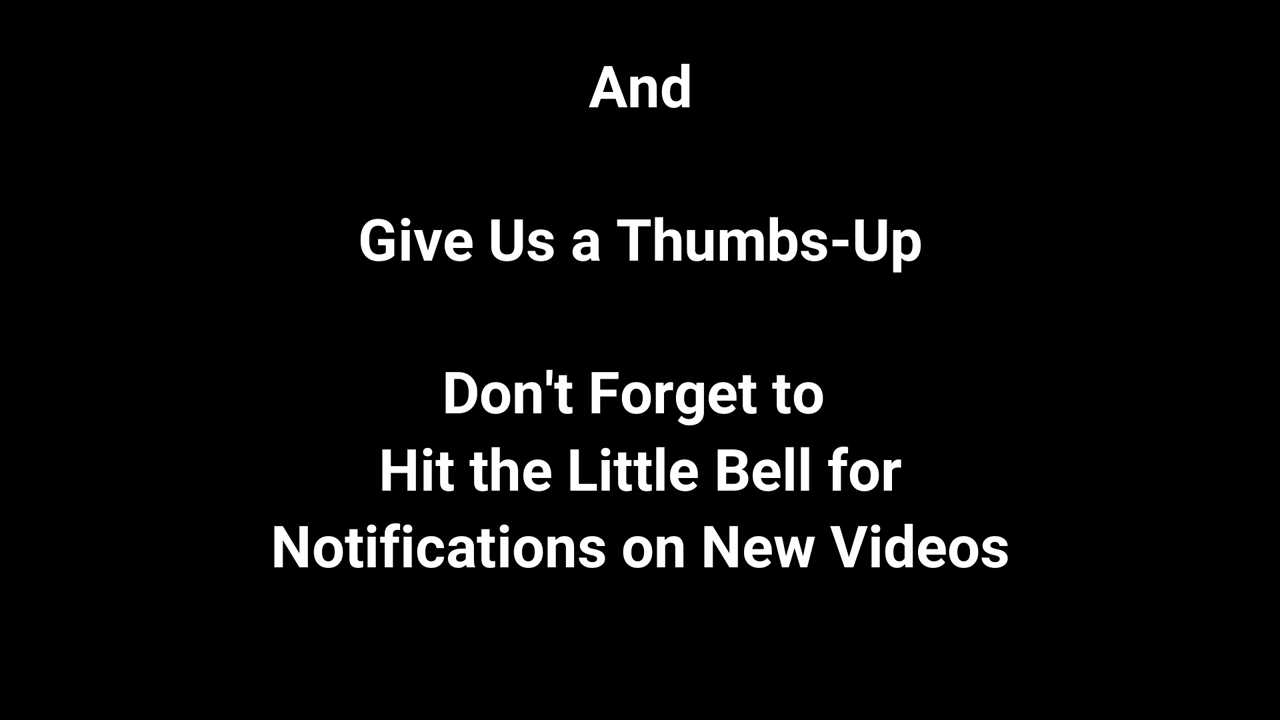 And
Give Us a Thumbs-Up
Don't Forget to
Hit the Little Bell for
Notifications on New Videos